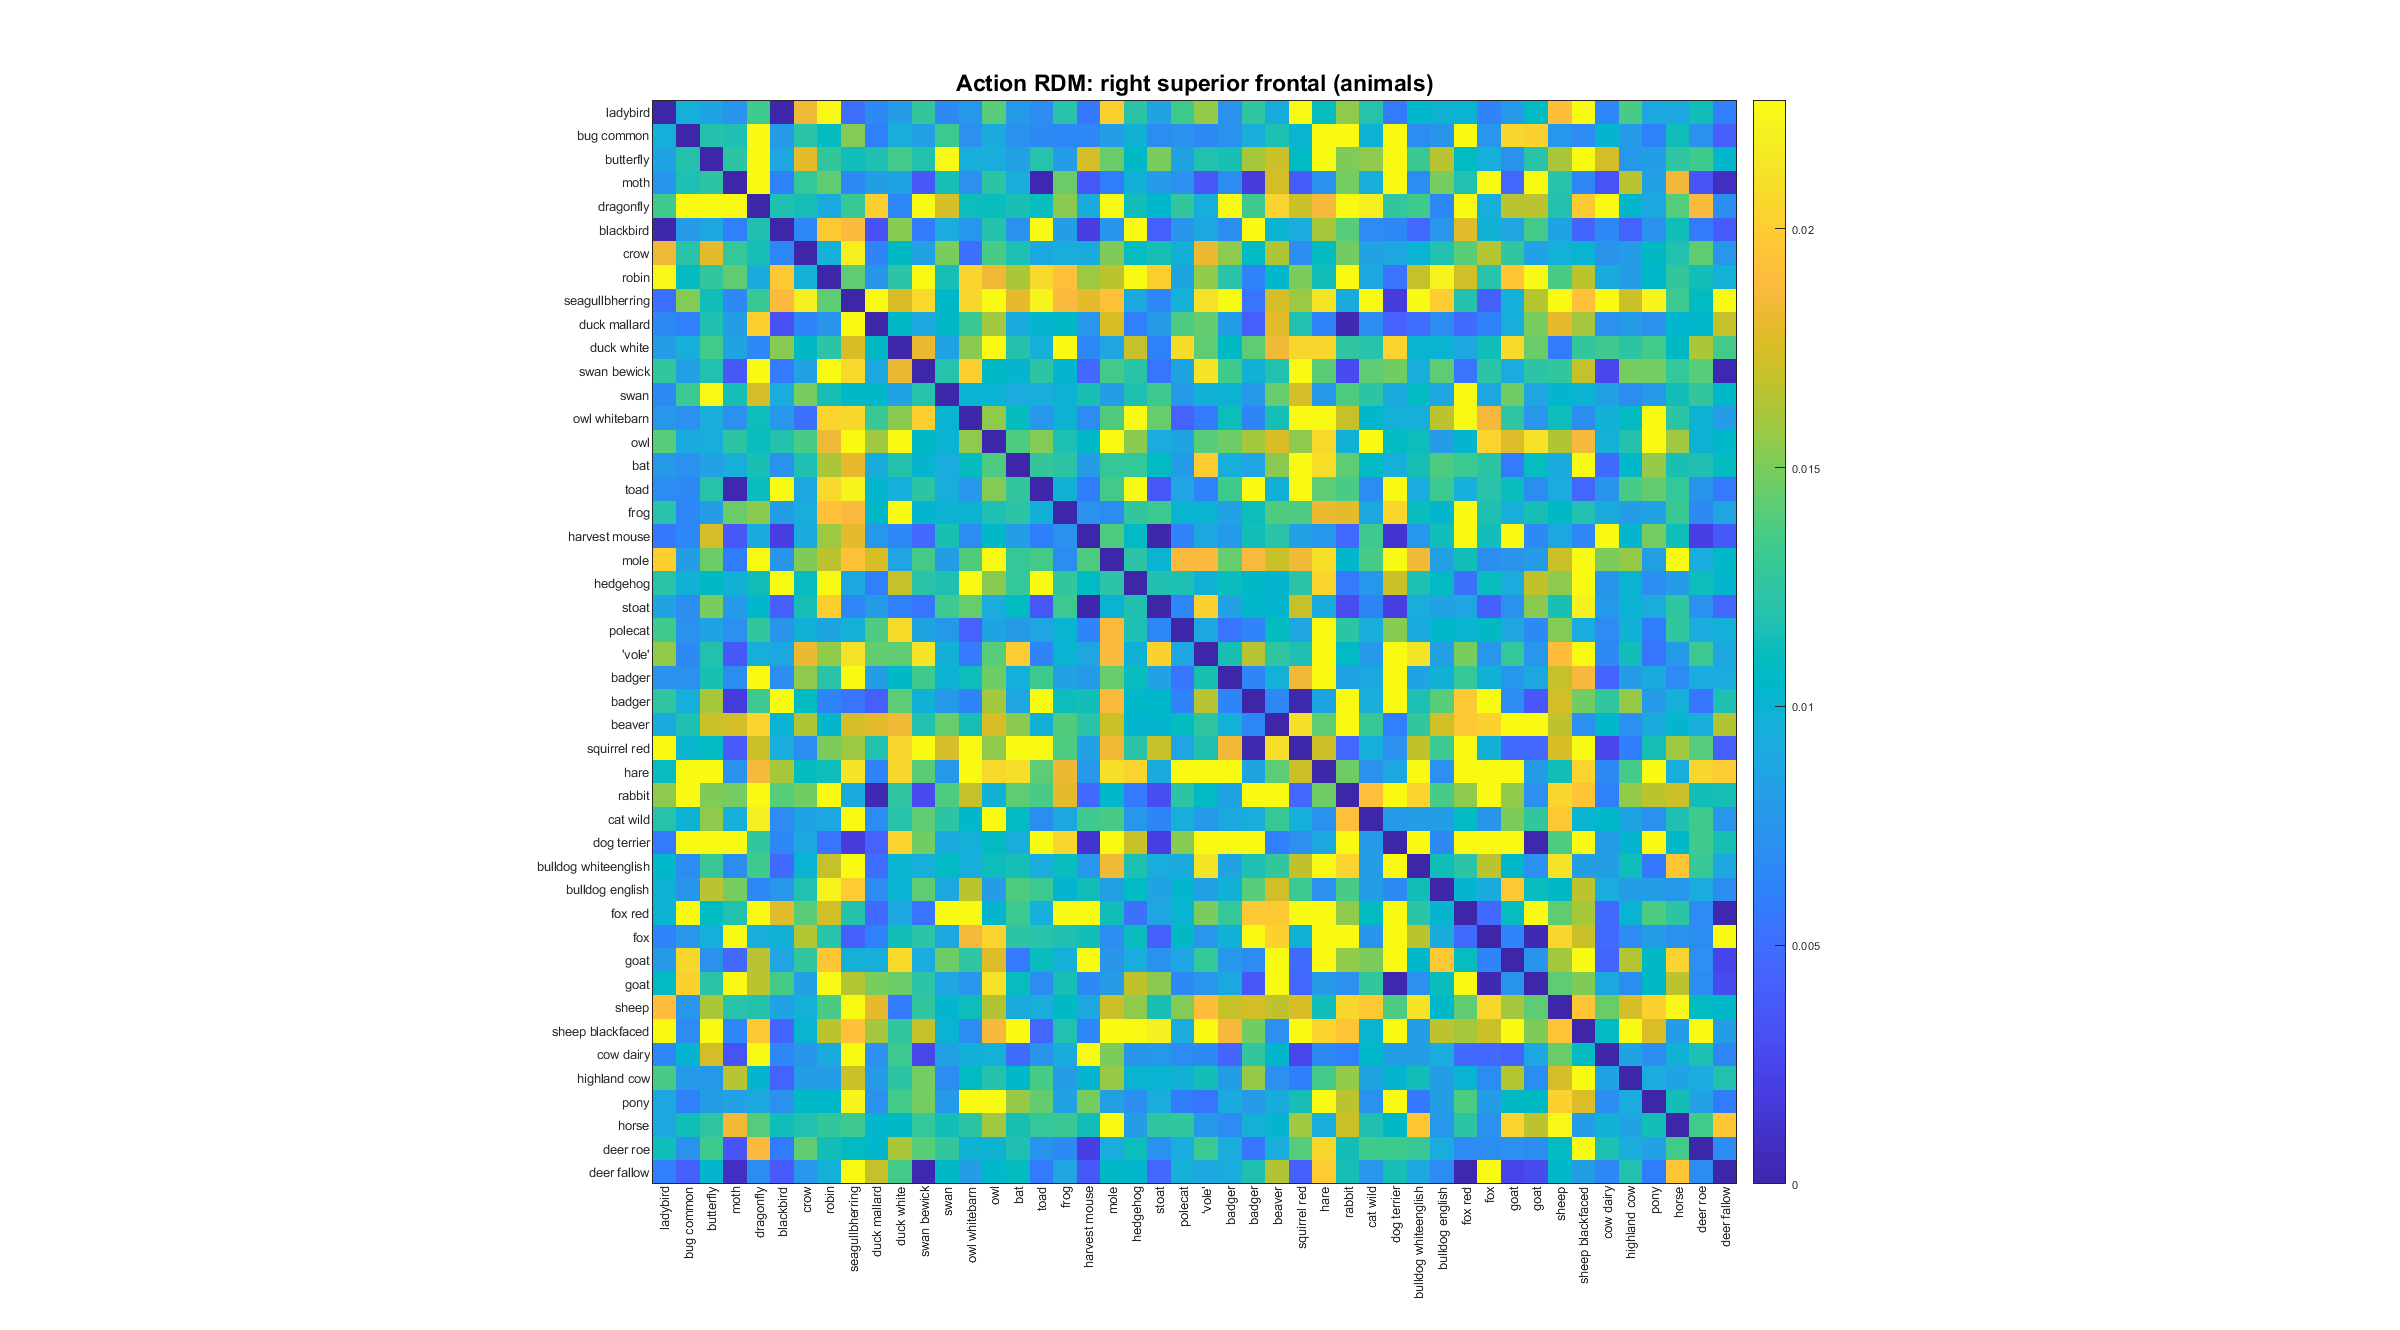 Action RDM: right superior frontal (animals)
ladybird
bug common
butterfly
moth
dragonfly
blackbird
crow
robin
seagullbherring
duck mallard
duck white
swan bewick
swan
owl whitebarn
owl
bat
toad
frog
harvest mouse
mole
hedgehog
stoat
polecat
'vole'
badger
badger
beaver
squirrel red
hare
rabbit
cat wild
dog terrier
bulldog whiteenglish
bulldog english
fox red
fox
goat
goat
sheep
sheep blackfaced
cow dairy
highland cow
pony
horse
deer roe
deer fallow
0.02
0.015
0.01
0.005
0
ladybird
bug common
butterfly
moth
dragonfly
blackbird
crow
robin
seagullbherring
duck mallard
duck white
swan bewick
swan
owl whitebarn
owl
bat
toad
frog
harvest mouse
mole
hedgehog
stoat
polecat
'vole'
badger
badger
beaver
squirrel red
hare
rabbit
cat wild
dog terrier
bulldog whiteenglish
bulldog english
fox red
fox
goat
goat
sheep
sheep blackfaced
cow dairy
highland cow
pony
horse
deer roe
deer fallow